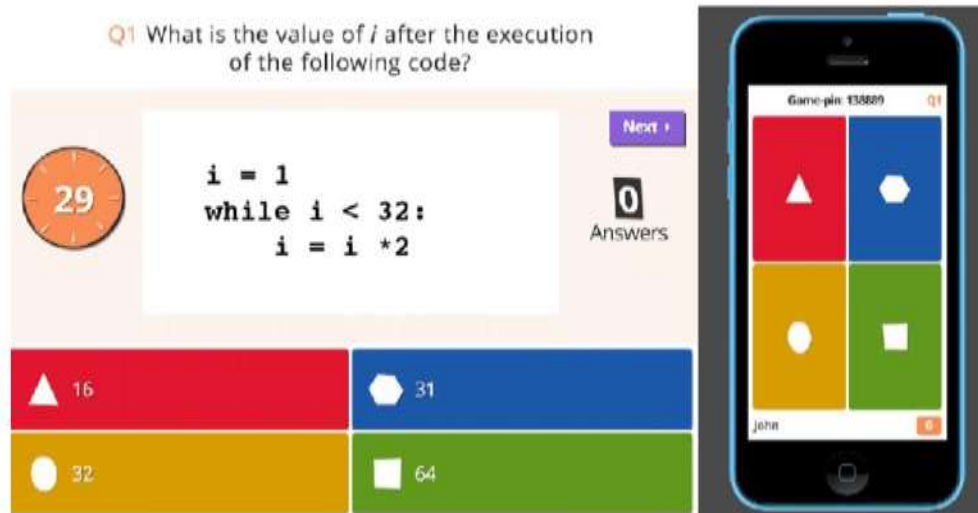 Q1 What is the value of i after the execution
of the following code?
Next
29
i = 1
while i < 32:
    i = i *2
0
Answers
16
31
32
64
Game-pin: 138889
Q1
john
0